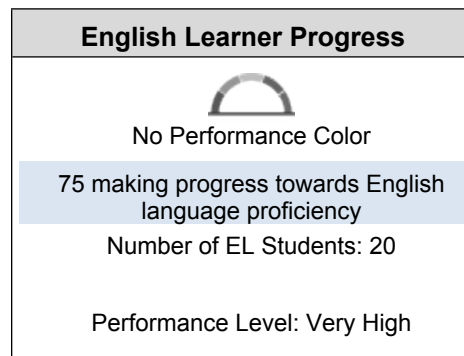 English Learner Progress
No Performance Color
75 making progress towards English
language proficiency
Number of EL Students: 20
Performance Level: Very High